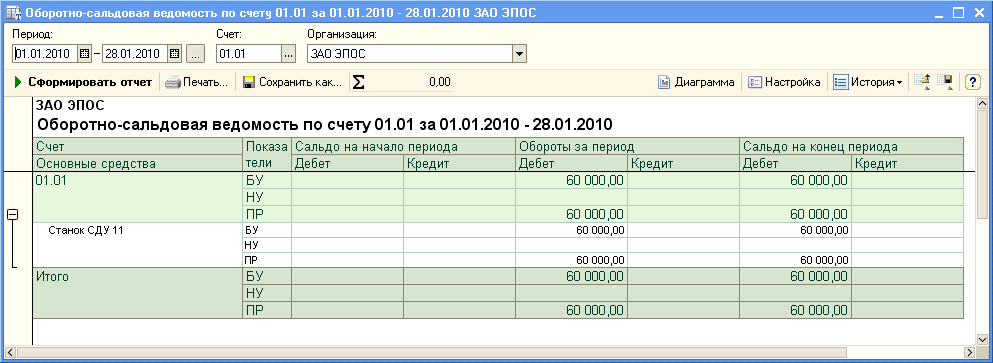 Оборотно-сальдовая ведомость по счету 01.01 за 01.01.2010 - 28.01.2010 ЗАО ЭПОС
Период: Счет: Организация:
01.01.2010 – 28.01.2010 ... 01.01 ... ЗАО ЭПОС
Сформировать отчет Печать... Сохранить как... Σ 0,00 Диаграмма Настройка История ?
ЗАО ЭПОС
Оборотно-сальдовая ведомость по счету 01.01 за 01.01.2010 - 28.01.2010
Счет Показа Сальдо на начало периода Обороты за период Сальдо на конец периода
Основные средства тели Дебет Кредит Дебет Кредит Дебет Кредит
01.01 БУ 60 000,00 60 000,00
НУ
ПР 60 000,00 60 000,00
Станок СДУ 11 БУ 60 000,00 60 000,00
НУ
ПР 60 000,00 60 000,00
Итого БУ 60 000,00 60 000,00
НУ
ПР 60 000,00 60 000,00